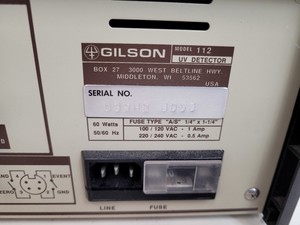 GILSON
MODEL 112
UV DETECTOR
BOX 27 3000 WEST BELTLINE HWY.
MIDDLETON, WI 53562
USA
SERIAL NO.
60 Watts
50/60 Hz
FUSE TYPE "A/S" 1/4" x 1-1/4"
100 / 120 VAC - 1 Amp
220 / 240 VAC - 0.5 Amp
EVENT
GND
LINE
FUSE